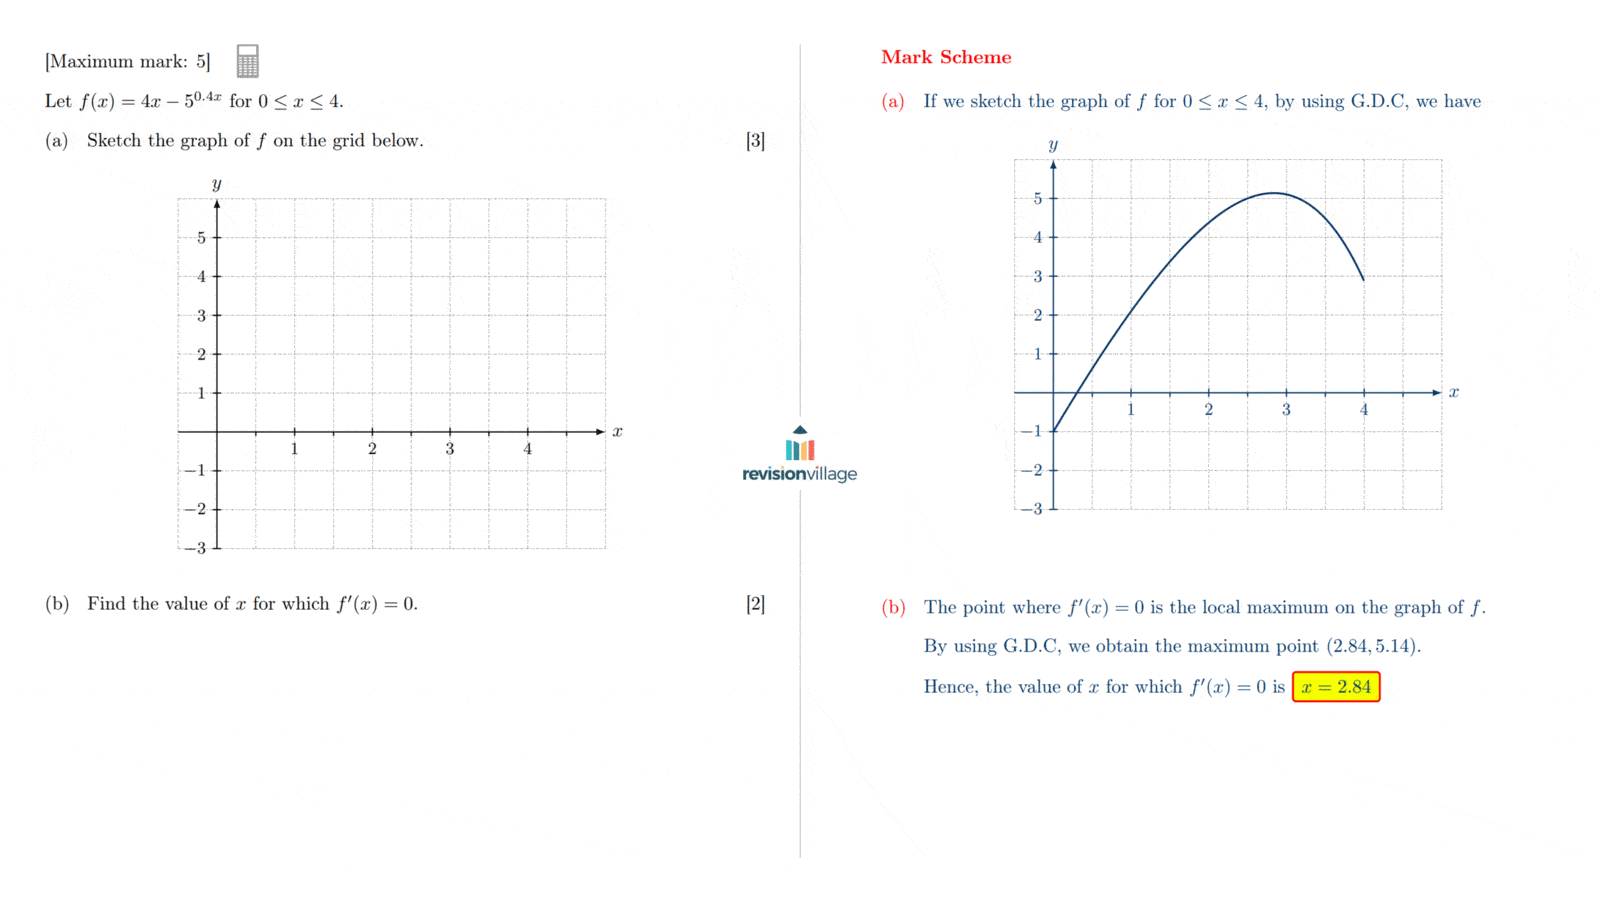 [Maximum mark: 5]
Let f(x) = 4x − 5^{0.4x} for 0 ≤ x ≤ 4.
(a) Sketch the graph of f on the grid below. [3]
y
5
4
3
2
1
x
1 2 3 4
−1
−2
−3
(b) Find the value of x for which f′(x) = 0. [2]
revisionvillage
Mark Scheme
(a) If we sketch the graph of f for 0 ≤ x ≤ 4, by using G.D.C, we have
y
5
4
3
2
1
x
1 2 3 4
−1
−2
−3
(b) The point where f′(x) = 0 is the local maximum on the graph of f.
By using G.D.C, we obtain the maximum point (2.84, 5.14).
Hence, the value of x for which f′(x) = 0 is x = 2.84